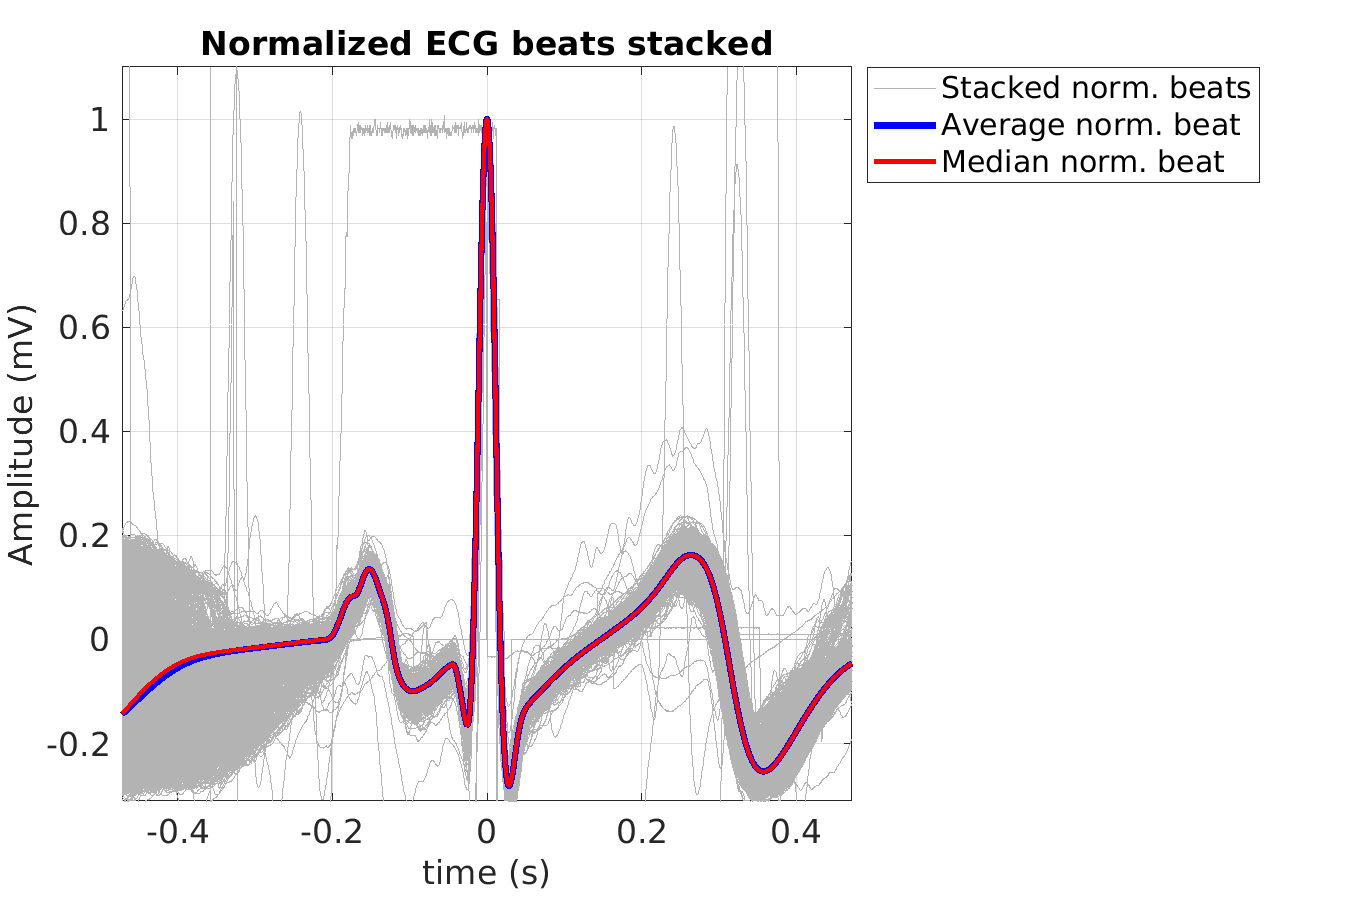 Normalized ECG beats stacked
Stacked norm. beats
Average norm. beat
Median norm. beat
Amplitude (mV)
1
0.8
0.6
0.4
0.2
0
-0.2
-0.4
-0.2
0
0.2
0.4
time (s)